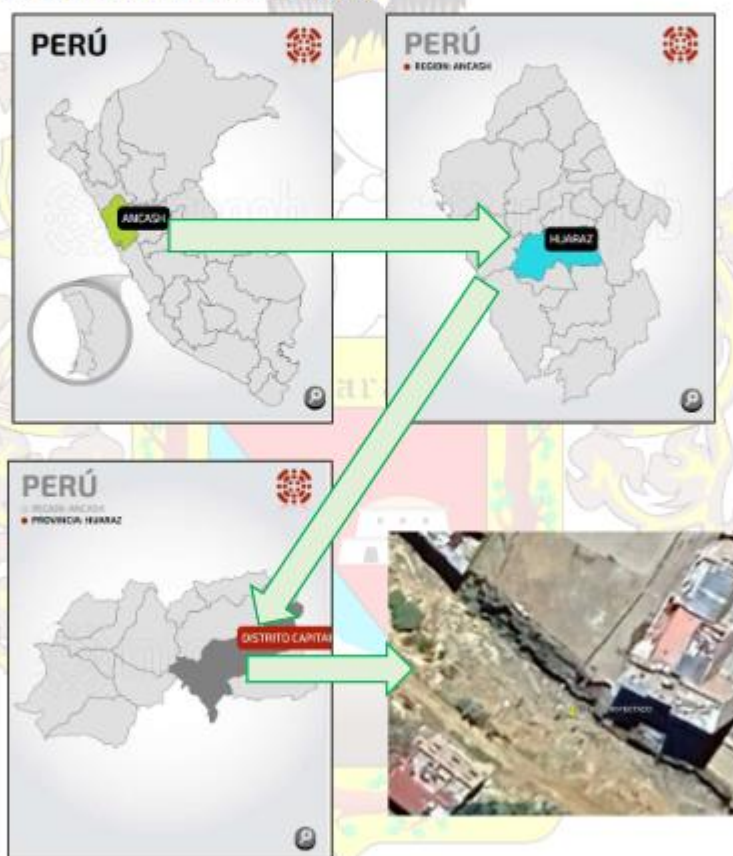 PERÚ
ANCASH
PERÚ
REGION: ANCASH
HUARAZ
PERÚ
REGION: ANCASH
PROVINCIA: HUARAZ
DISTRITO CAPITAL